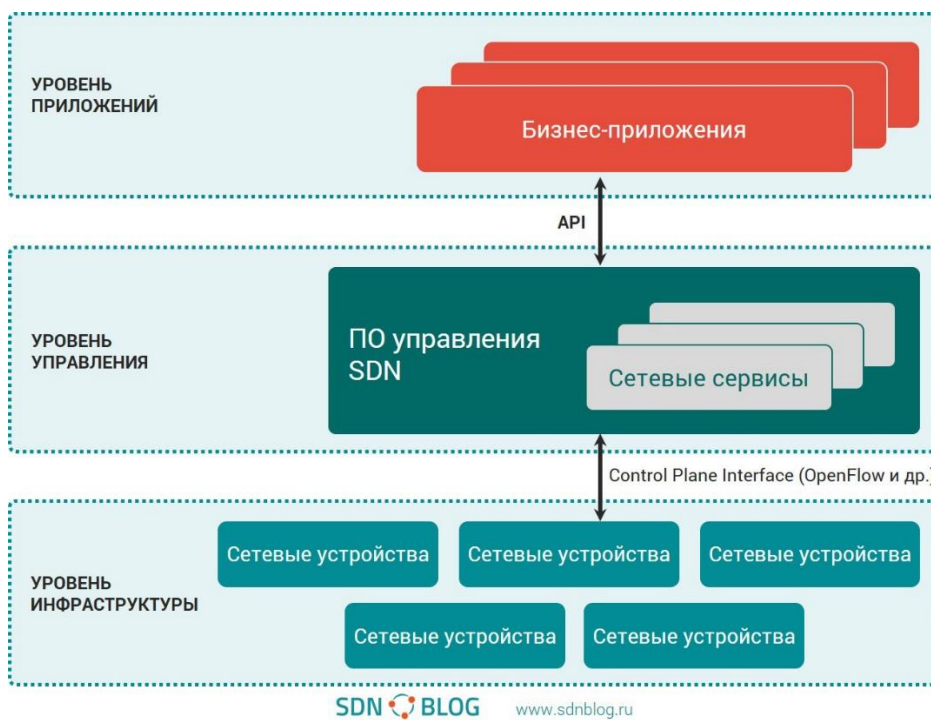 УРОВЕНЬ
ПРИЛОЖЕНИЙ
Бизнес-приложения
API
УРОВЕНЬ
УПРАВЛЕНИЯ
ПО управления
SDN
Сетевые сервисы
Control Plane Interface (OpenFlow и др.)
УРОВЕНЬ
ИНФРАСТРУКТУРЫ
Сетевые устройства
Сетевые устройства
Сетевые устройства
Сетевые устройства
Сетевые устройства
SDN BLOG www.sdnblog.ru